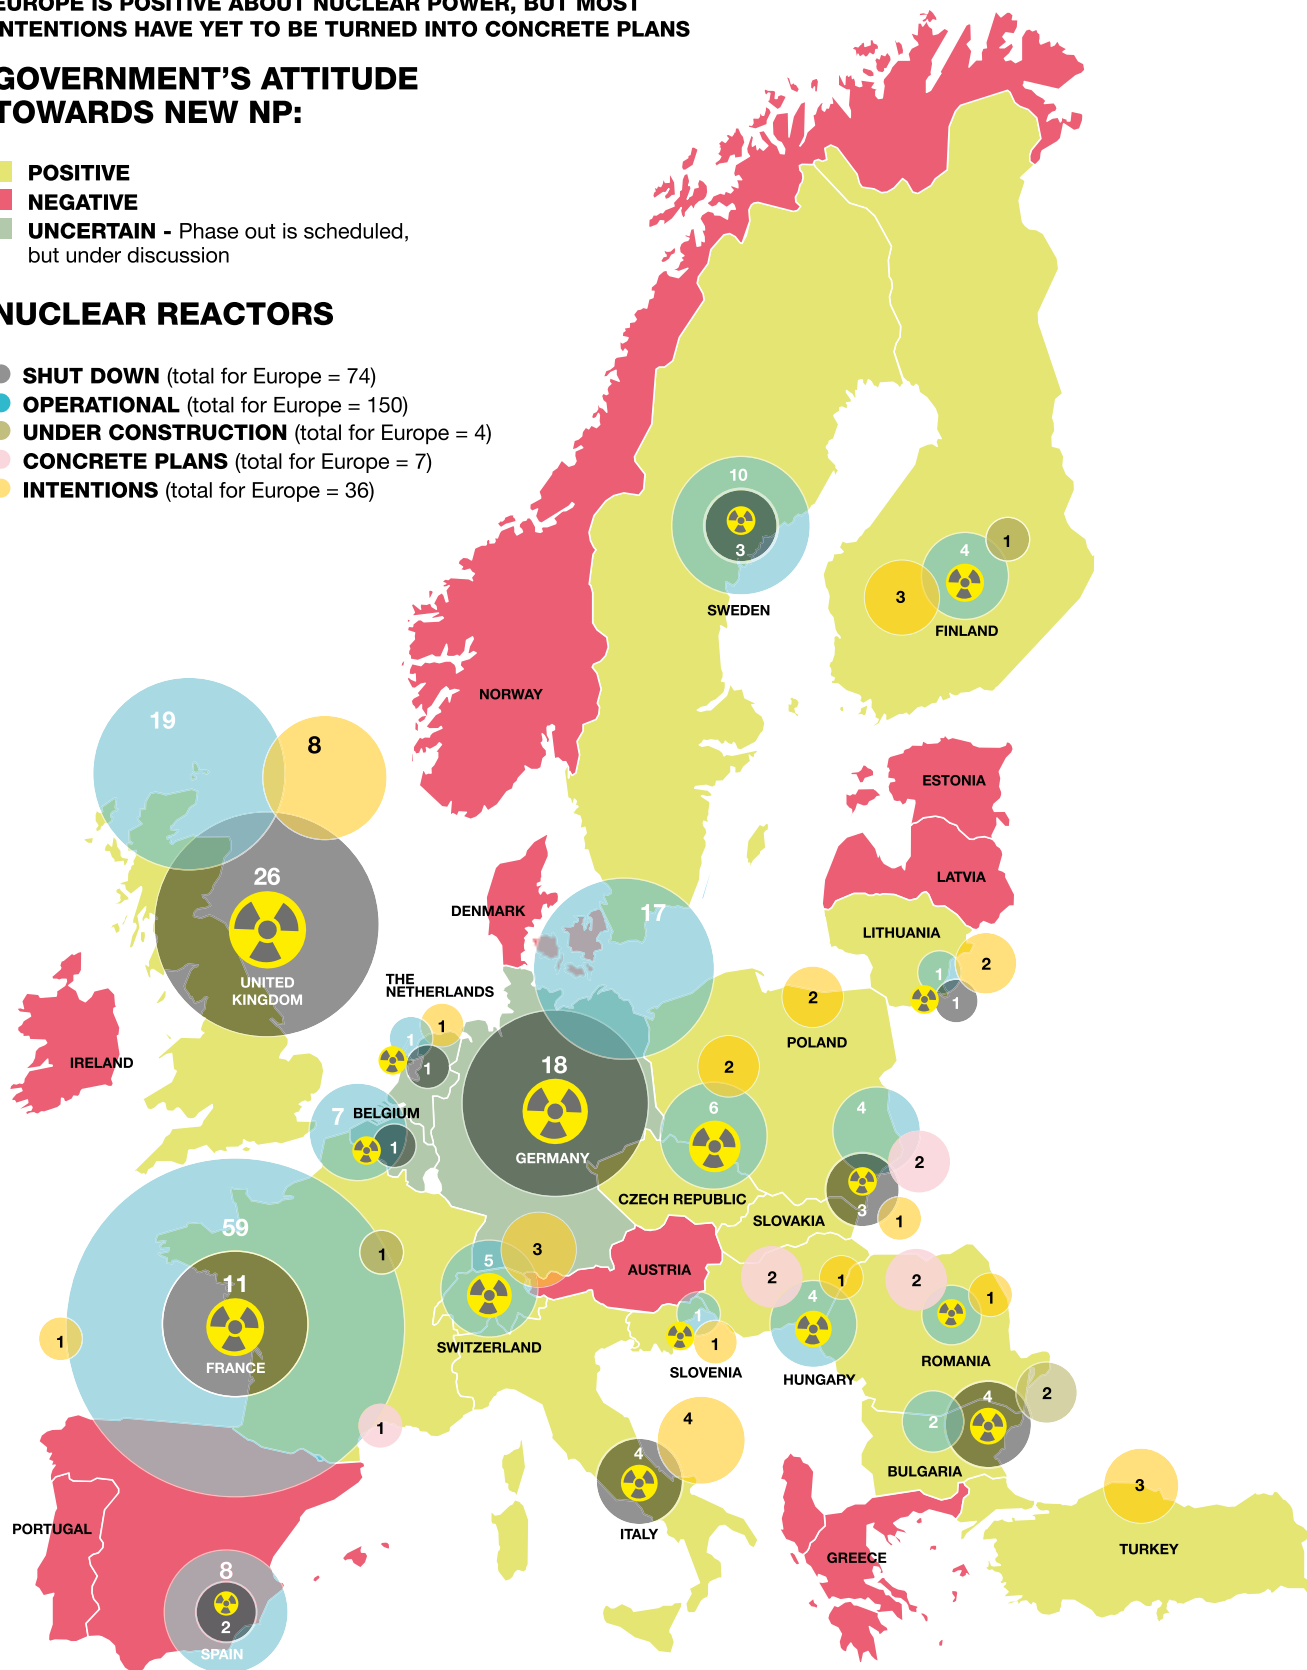 EUROPE IS POSITIVE ABOUT NUCLEAR POWER, BUT MOST
INTENTIONS HAVE YET TO BE TURNED INTO CONCRETE PLANS
GOVERNMENT'S ATTITUDE
TOWARDS NEW NP:
POSITIVE
NEGATIVE
UNCERTAIN - Phase out is scheduled,
but under discussion
NUCLEAR REACTORS
SHUT DOWN (total for Europe = 74)
OPERATIONAL (total for Europe = 150)
UNDER CONSTRUCTION (total for Europe = 4)
CONCRETE PLANS (total for Europe = 7)
INTENTIONS (total for Europe = 36)
10
3
SWEDEN
4
1
3
FINLAND
NORWAY
19
8
26
UNITED
KINGDOM
ESTONIA
LATVIA
LITHUANIA
1
2
1
DENMARK
17
THE
NETHERLANDS
1
1
1
IRELAND
18
GERMANY
2
POLAND
2
6
CZECH REPUBLIC
7
BELGIUM
1
4
2
3
1
SLOVAKIA
59
1
11
FRANCE
1
1
5
3
SWITZERLAND
AUSTRIA
1
1
SLOVENIA
2
1
4
HUNGARY
2
1
ROMANIA
2
4
2
BULGARIA
4
4
ITALY
3
TURKEY
GREECE
PORTUGAL
8
2
SPAIN